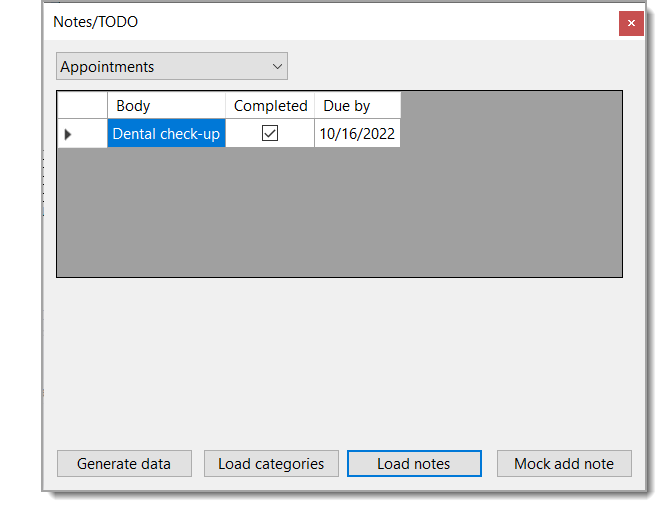 Notes/TODO
Appointments
Body Completed Due by
Dental check-up 10/16/2022
Generate data Load categories Load notes Mock add note